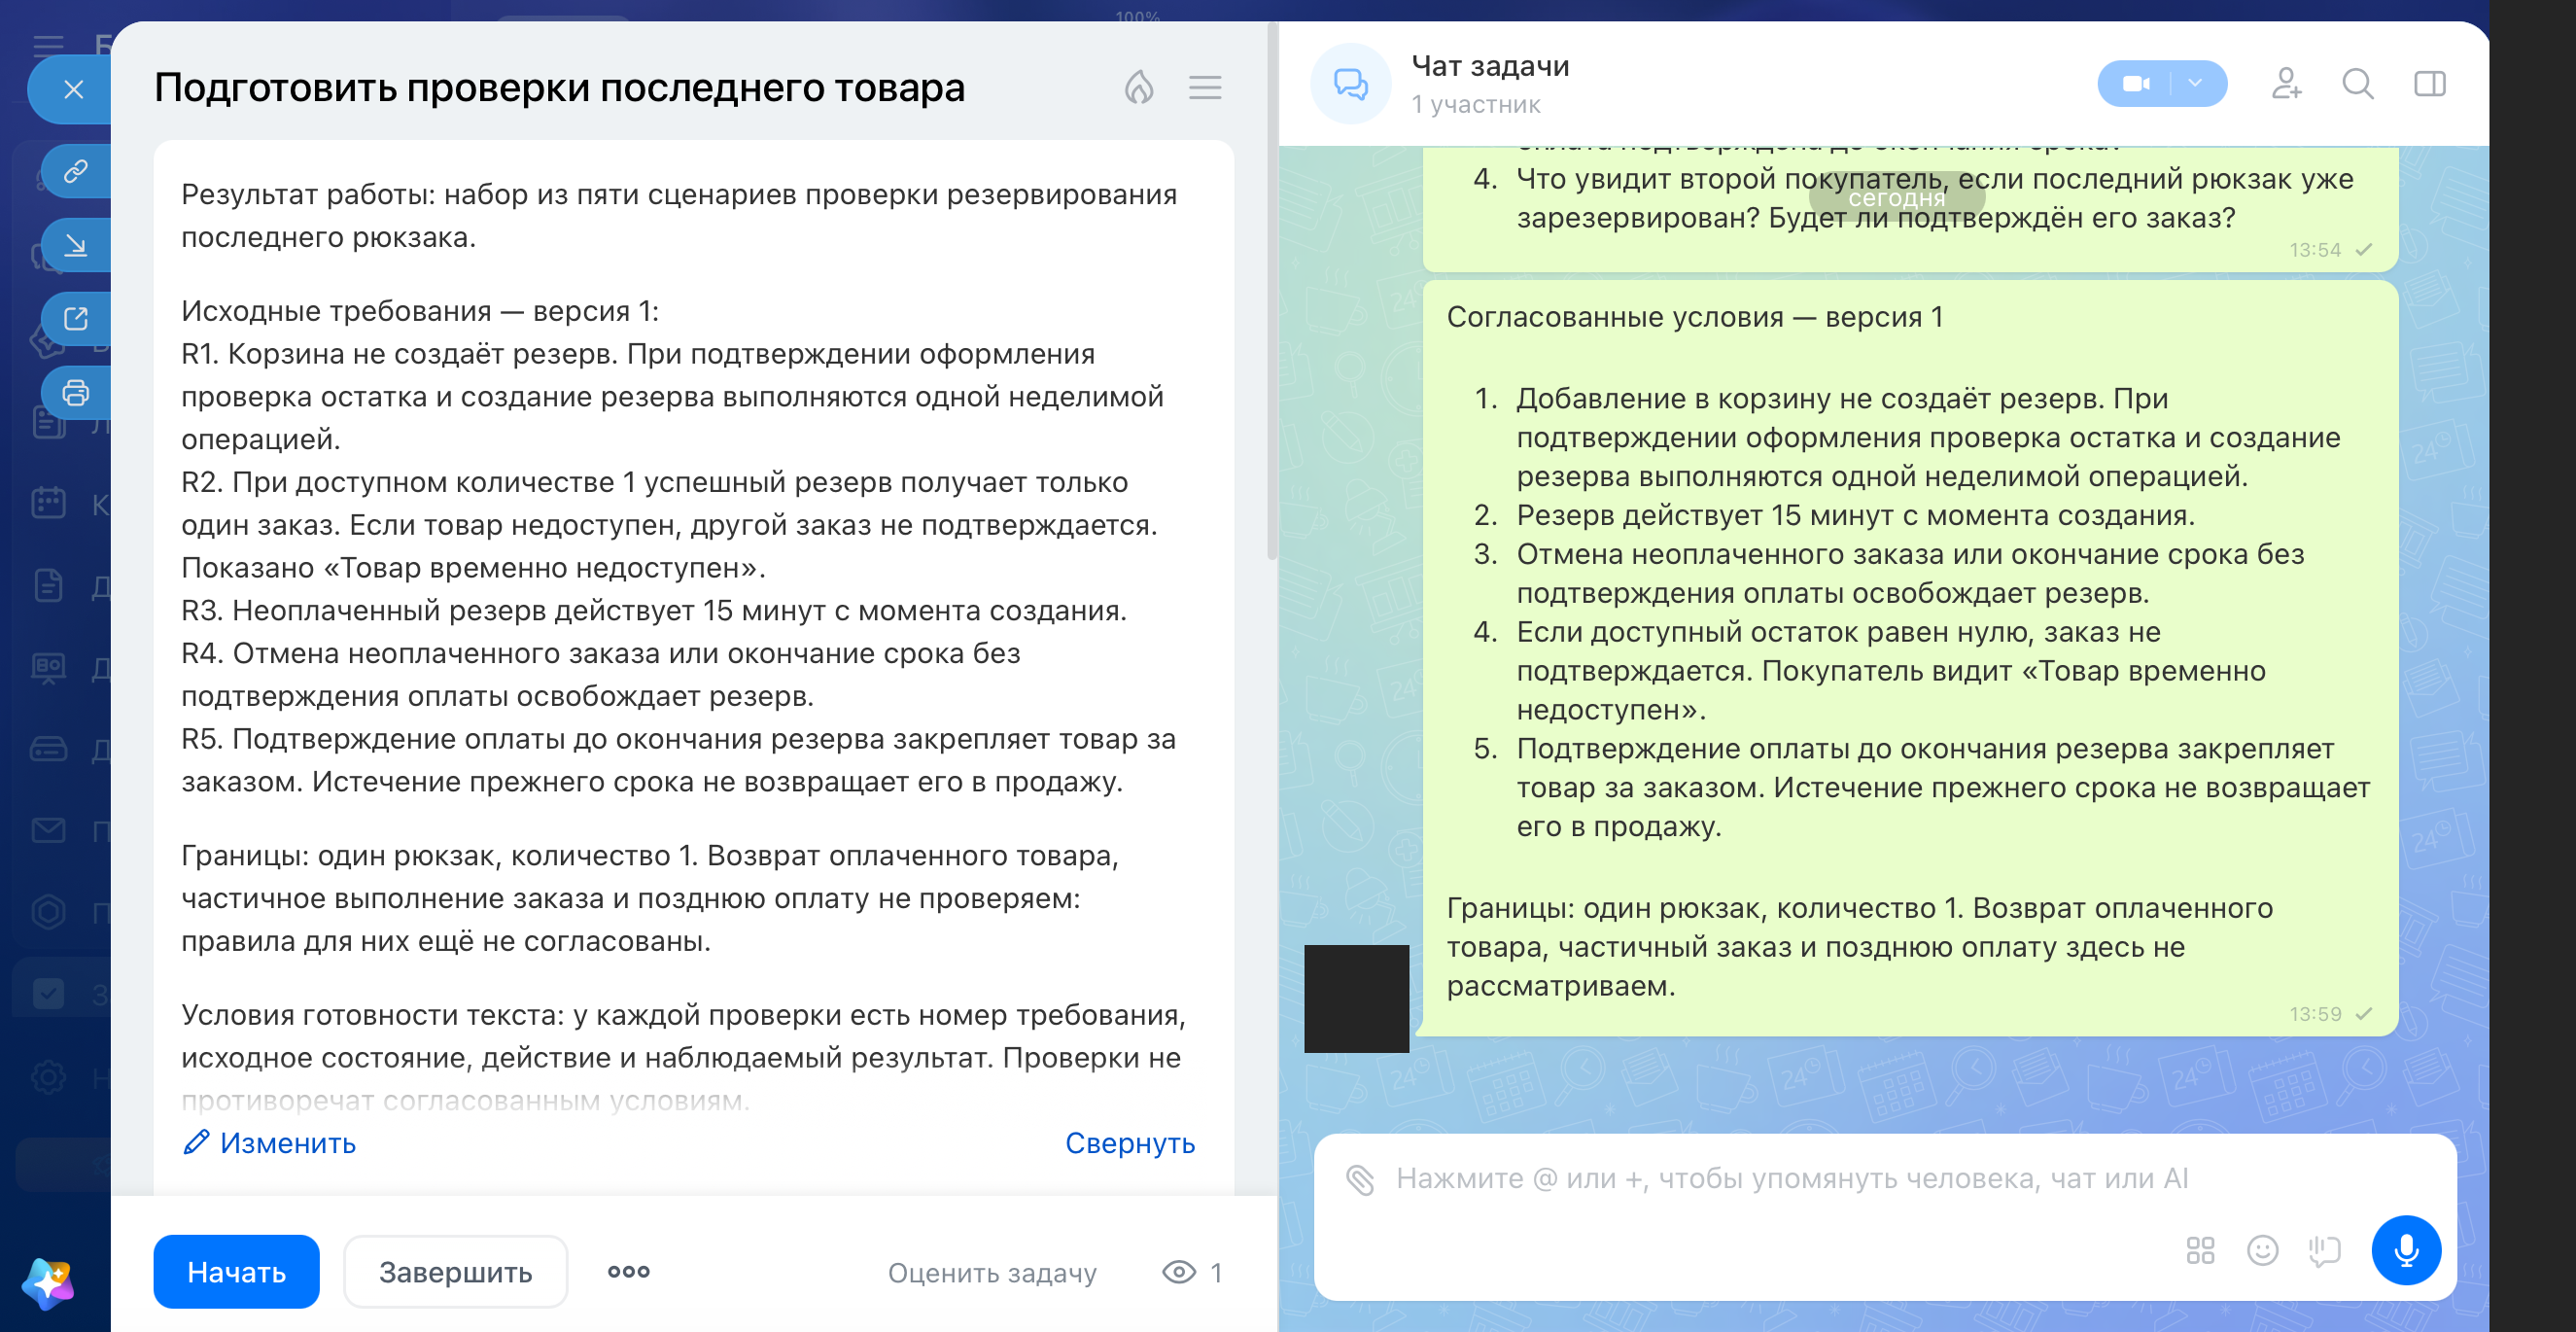 100%
Подготовить проверки последнего товара
Результат работы: набор из пяти сценариев проверки резервирования
последнего рюкзака.
Исходные требования — версия 1:
R1. Корзина не создаёт резерв. При подтверждении оформления
проверка остатка и создание резерва выполняются одной неделимой
операцией.
R2. При доступном количестве 1 успешный резерв получает только
один заказ. Если товар недоступен, другой заказ не подтверждается.
Показано «Товар временно недоступен».
R3. Неоплаченный резерв действует 15 минут с момента создания.
R4. Отмена неоплаченного заказа или окончание срока без
подтверждения оплаты освобождает резерв.
R5. Подтверждение оплаты до окончания резерва закрепляет товар за
заказом. Истечение прежнего срока не возвращает его в продажу.
Границы: один рюкзак, количество 1. Возврат оплаченного товара,
частичное выполнение заказа и позднюю оплату не проверяем:
правила для них ещё не согласованы.
Условия готовности текста: у каждой проверки есть номер требования,
исходное состояние, действие и наблюдаемый результат. Проверки не
противоречат согласованным условиям.
Изменить
Свернуть
Начать
Завершить
Оценить задачу
1
Чат задачи
1 участник
оплата подтверждена до окончания срока?
4. Что увидит второй покупатель, если последний рюкзак уже
зарезервирован? Будет ли подтверждён его заказ?
сегодня
13:54
Согласованные условия — версия 1
1. Добавление в корзину не создаёт резерв. При
подтверждении оформления проверка остатка и создание
резерва выполняются одной неделимой операцией.
2. Резерв действует 15 минут с момента создания.
3. Отмена неоплаченного заказа или окончание срока без
подтверждения оплаты освобождает резерв.
4. Если доступный остаток равен нулю, заказ не
подтверждается. Покупатель видит «Товар временно
недоступен».
5. Подтверждение оплаты до окончания резерва закрепляет
товар за заказом. Истечение прежнего срока не возвращает
его в продажу.
Границы: один рюкзак, количество 1. Возврат оплаченного
товара, частичный заказ и позднюю оплату здесь не
рассматриваем.
13:59
Нажмите @ или +, чтобы упомянуть человека, чат или AI